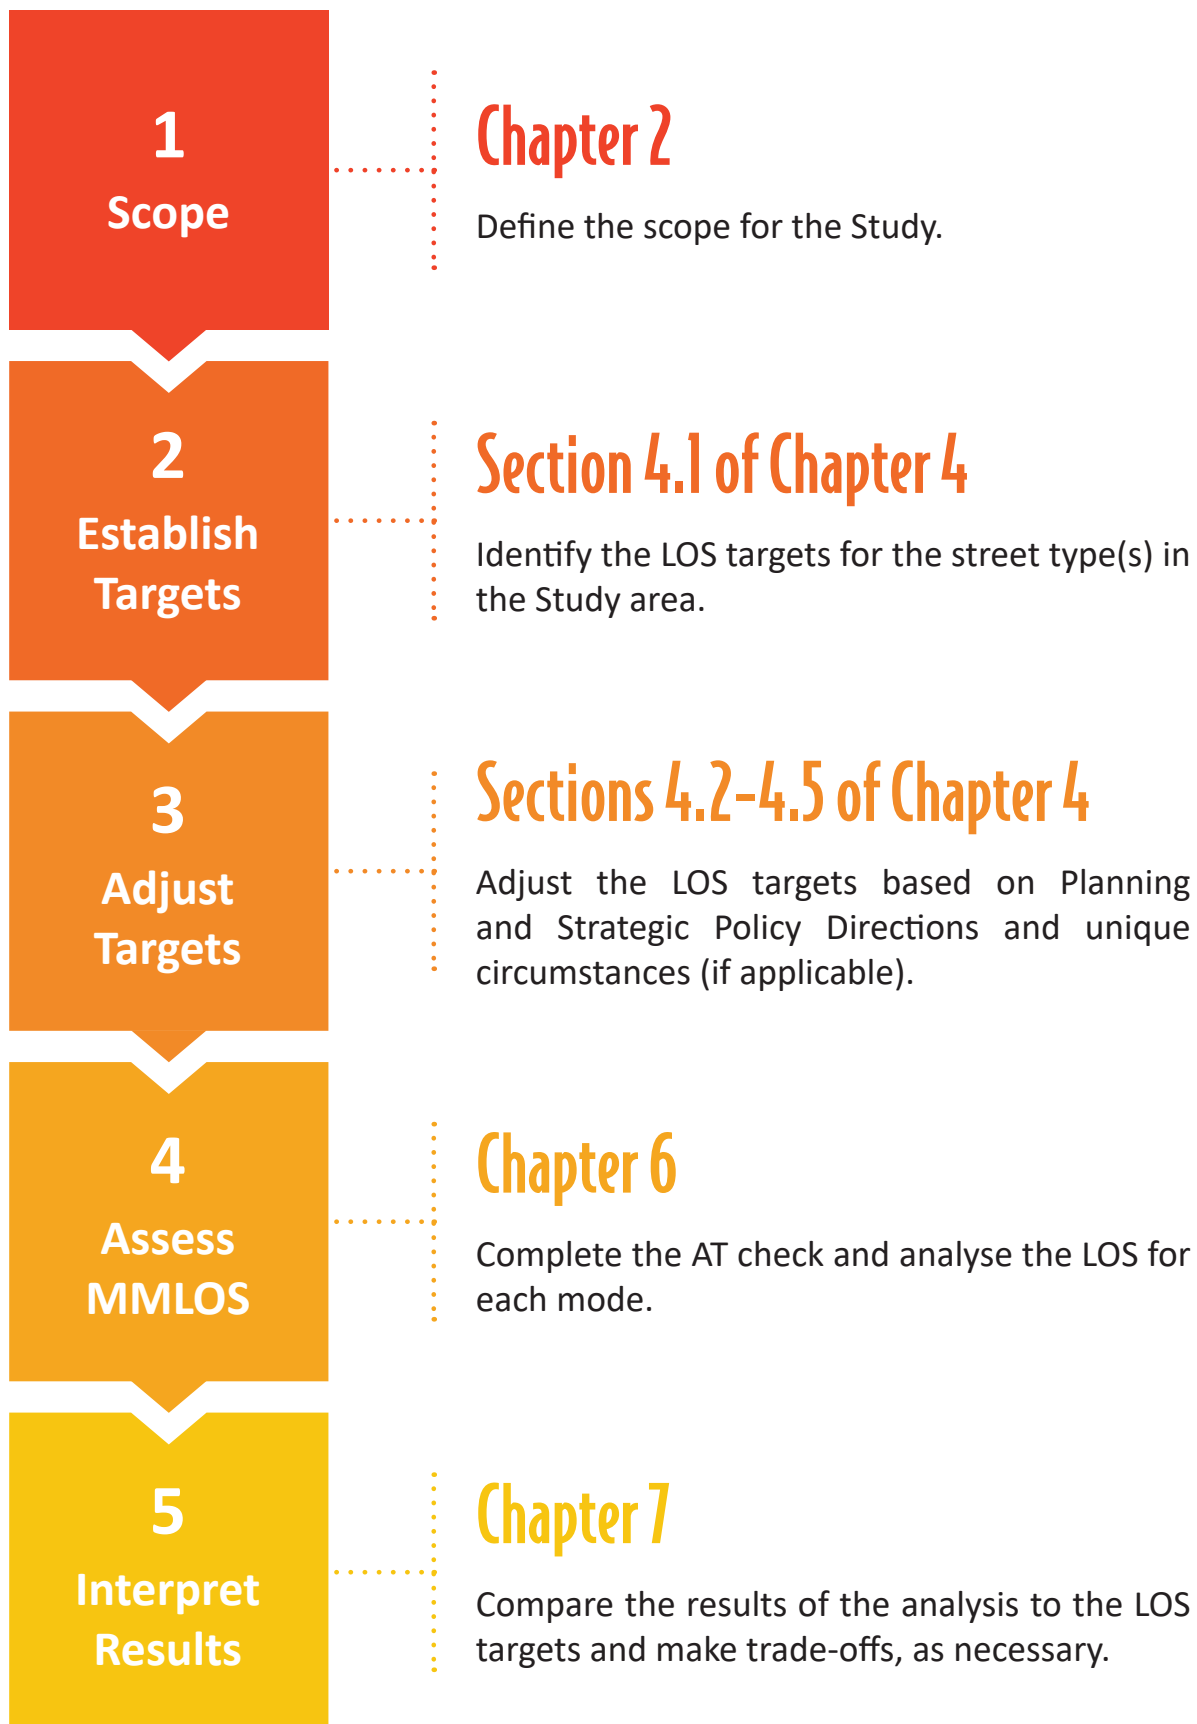 1
Scope
Chapter 2
Define the scope for the Study.
2
Establish
Targets
Section 4.1 of Chapter 4
Identify the LOS targets for the street type(s) in
the Study area.
3
Adjust
Targets
Sections 4.2–4.5 of Chapter 4
Adjust the LOS targets based on Planning
and Strategic Policy Directions and unique
circumstances (if applicable).
4
Assess
MMLOS
Chapter 6
Complete the AT check and analyse the LOS for
each mode.
5
Interpret
Results
Chapter 7
Compare the results of the analysis to the LOS
targets and make trade-offs, as necessary.